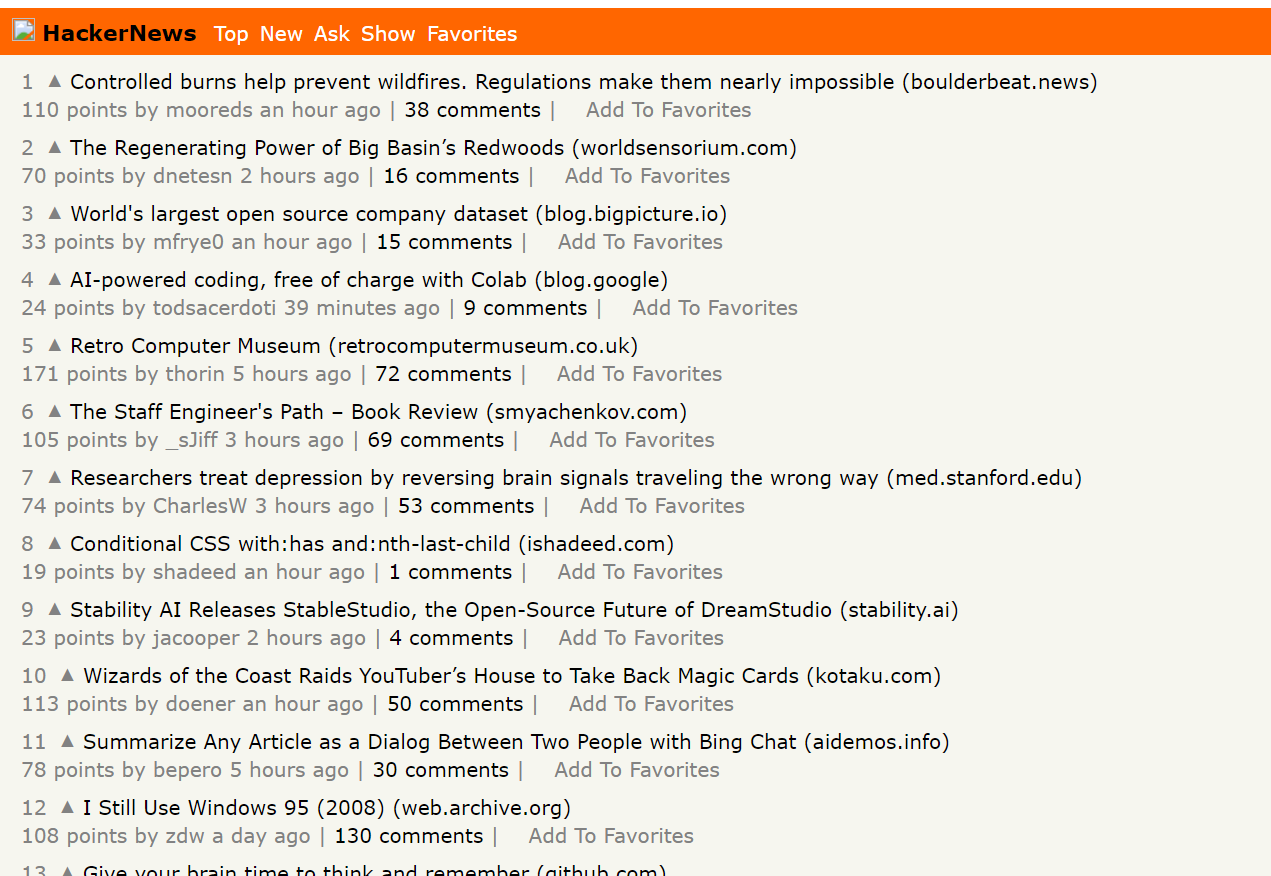 HackerNews Top New Ask Show Favorites
1 ▲ Controlled burns help prevent wildfires. Regulations make them nearly impossible (boulderbeat.news)
110 points by mooreds an hour ago | 38 comments | Add To Favorites
2 ▲ The Regenerating Power of Big Basin’s Redwoods (worldsensorium.com)
70 points by dnetesn 2 hours ago | 16 comments | Add To Favorites
3 ▲ World's largest open source company dataset (blog.bigpicture.io)
33 points by mfrye0 an hour ago | 15 comments | Add To Favorites
4 ▲ AI-powered coding, free of charge with Colab (blog.google)
24 points by todsacerdoti 39 minutes ago | 9 comments | Add To Favorites
5 ▲ Retro Computer Museum (retrocomputermuseum.co.uk)
171 points by thorin 5 hours ago | 72 comments | Add To Favorites
6 ▲ The Staff Engineer's Path – Book Review (smyachenkov.com)
105 points by _sJiff 3 hours ago | 69 comments | Add To Favorites
7 ▲ Researchers treat depression by reversing brain signals traveling the wrong way (med.stanford.edu)
74 points by CharlesW 3 hours ago | 53 comments | Add To Favorites
8 ▲ Conditional CSS with:has and:nth-last-child (ishadeed.com)
19 points by shadeed an hour ago | 1 comments | Add To Favorites
9 ▲ Stability AI Releases StableStudio, the Open-Source Future of DreamStudio (stability.ai)
23 points by jacooper 2 hours ago | 4 comments | Add To Favorites
10 ▲ Wizards of the Coast Raids YouTuber’s House to Take Back Magic Cards (kotaku.com)
113 points by doener an hour ago | 50 comments | Add To Favorites
11 ▲ Summarize Any Article as a Dialog Between Two People with Bing Chat (aidemos.info)
78 points by bepero 5 hours ago | 30 comments | Add To Favorites
12 ▲ I Still Use Windows 95 (2008) (web.archive.org)
108 points by zdw a day ago | 130 comments | Add To Favorites
13 ▲ Give your brain time to think and remember (github.com)